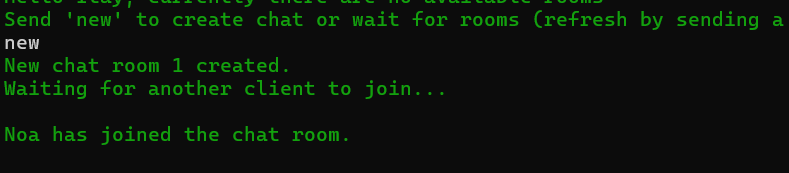 Hello Itay, currently there are no available rooms
Send 'new' to create chat or wait for rooms (refresh by sending a
new
New chat room 1 created.
Waiting for another client to join...
Noa has joined the chat room.